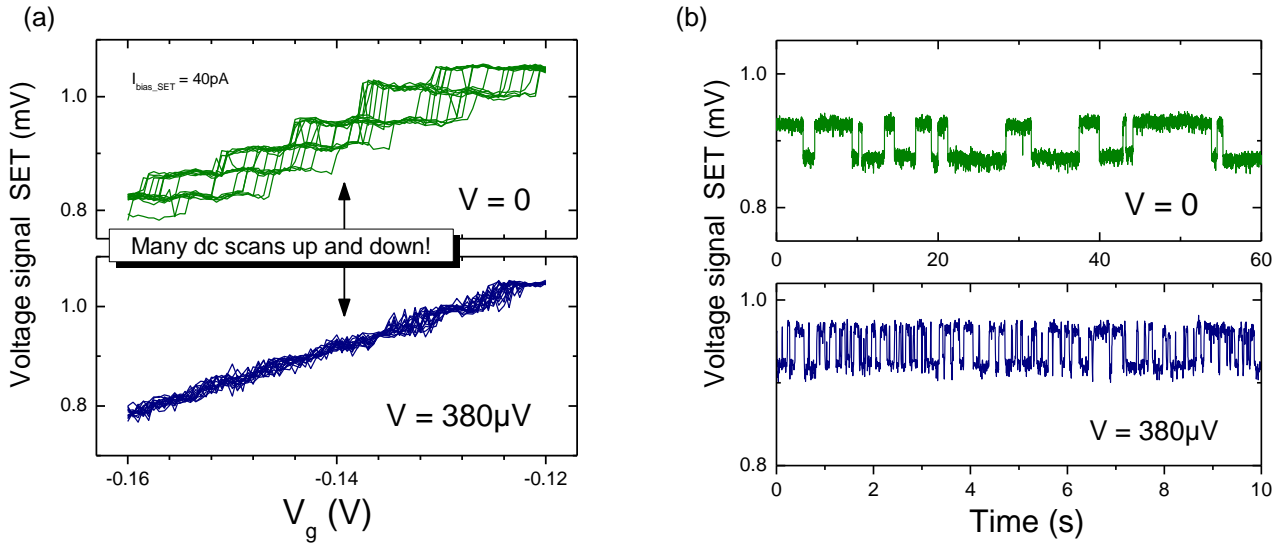 (a)
Voltage signal SET (mV)
1.0
0.8
I_bias_SET = 40pA
V = 0
Many dc scans up and down!
1.0
0.8
V = 380µV
-0.16
-0.14
-0.12
V_g (V)
(b)
Voltage signal SET (mV)
1.0
0.8
V = 0
0
20
40
60
1.0
0.8
V = 380µV
0
2
4
6
8
10
Time (s)